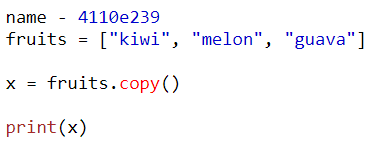 name - 4110e239
fruits = ["kiwi", "melon", "guava"]
x = fruits.copy()
print(x)